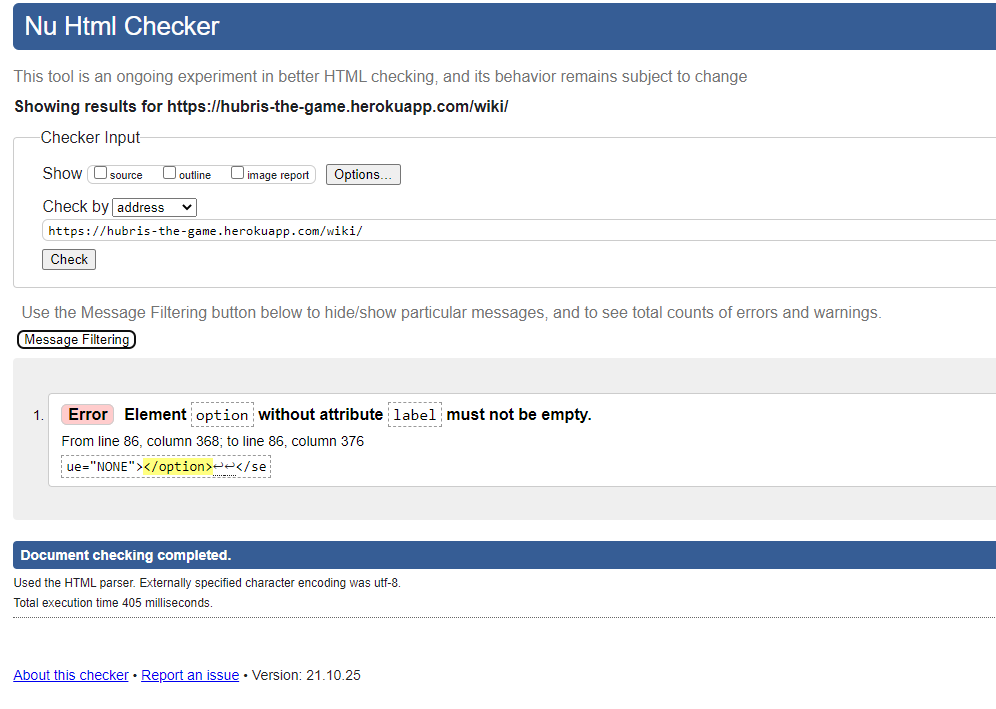 Nu Html Checker
This tool is an ongoing experiment in better HTML checking, and its behavior remains subject to change
Showing results for https://hubris-the-game.herokuapp.com/wiki/
Checker Input
Show source outline image report Options...
Check by address
https://hubris-the-game.herokuapp.com/wiki/
Check
Use the Message Filtering button below to hide/show particular messages, and to see total counts of errors and warnings.
Message Filtering
1. Error Element option without attribute label must not be empty.
From line 86, column 368; to line 86, column 376
ue="NONE"></option>↩↩</se
Document checking completed.
Used the HTML parser. Externally specified character encoding was utf-8.
Total execution time 405 milliseconds.
About this checker • Report an issue • Version: 21.10.25